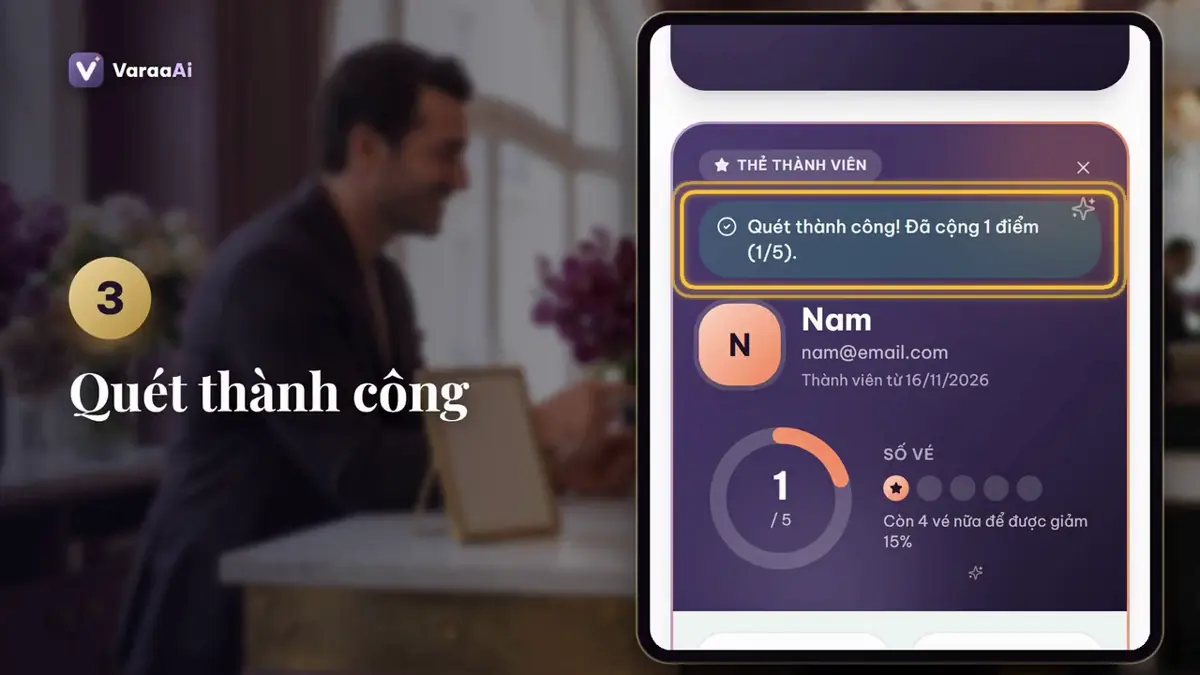 VaraaAi
3
Quét thành công
THẺ THÀNH VIÊN
Quét thành công! Đã cộng 1 điểm
(1/5).
N
Nam
nam@email.com
Thành viên từ 16/11/2026
1
/ 5
SỐ VÉ
Còn 4 vé nữa để được giảm
15%